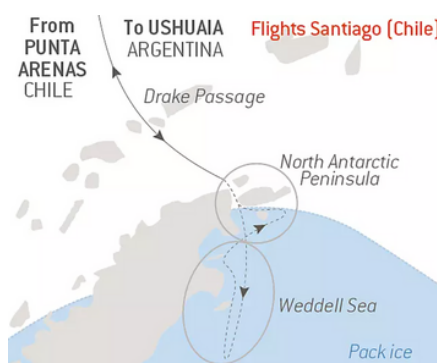 From
PUNTA
ARENAS
CHILE
To USHUAIA
ARGENTINA
Flights Santiago (Chile)
Drake Passage
North Antarctic
Peninsula
Weddell Sea
Pack ice